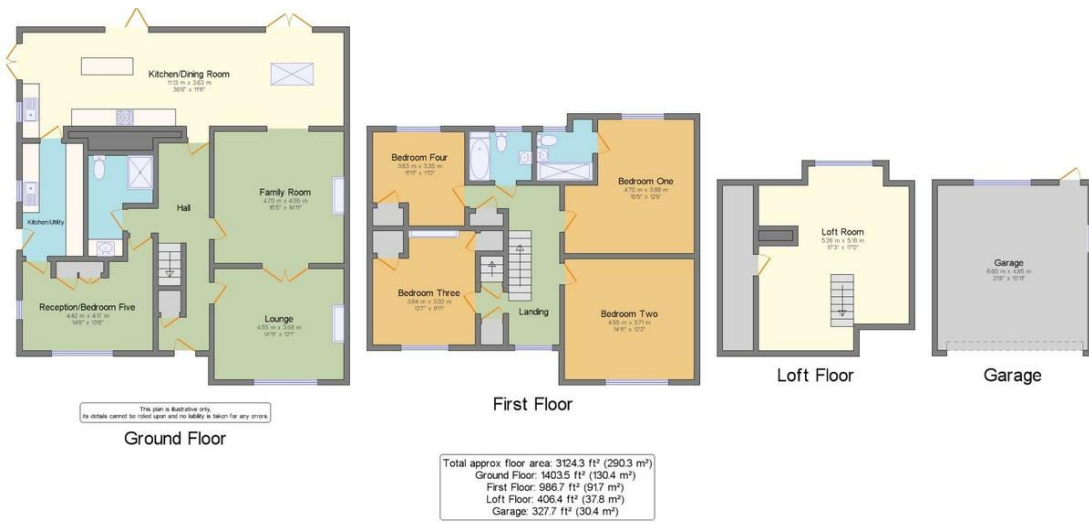 Kitchen/Dining Room
11.13 m x 3.63 m
36'6" x 11'11"
Kitchen/Utility
Hall
Family Room
4.70 m x 4.55 m
15'5" x 14'11"
Reception/Bedroom Five
4.42 m x 4.17 m
14'6" x 13'8"
Lounge
4.55 m x 3.68 m
14'11" x 12'1"
This plan is illustrative only,
its details cannot be relied upon and no liability is taken for any errors.
Ground Floor
Bedroom Four
3.63 m x 3.35 m
11'11" x 11'0"
Bedroom One
4.70 m x 3.89 m
15'5" x 12'9"
Bedroom Three
3.84 m x 3.02 m
12'7" x 9'11"
Landing
Bedroom Two
4.55 m x 3.71 m
14'11" x 12'2"
First Floor
Loft Room
5.26 m x 5.18 m
17'3" x 17'0"
Loft Floor
Garage
6.60 m x 4.85 m
21'8" x 15'11"
Garage
Total approx floor area: 3124.3 ft² (290.3 m²)
Ground Floor: 1403.5 ft² (130.4 m²)
First Floor: 986.7 ft² (91.7 m²)
Loft Floor: 406.4 ft² (37.8 m²)
Garage: 327.7 ft² (30.4 m²)